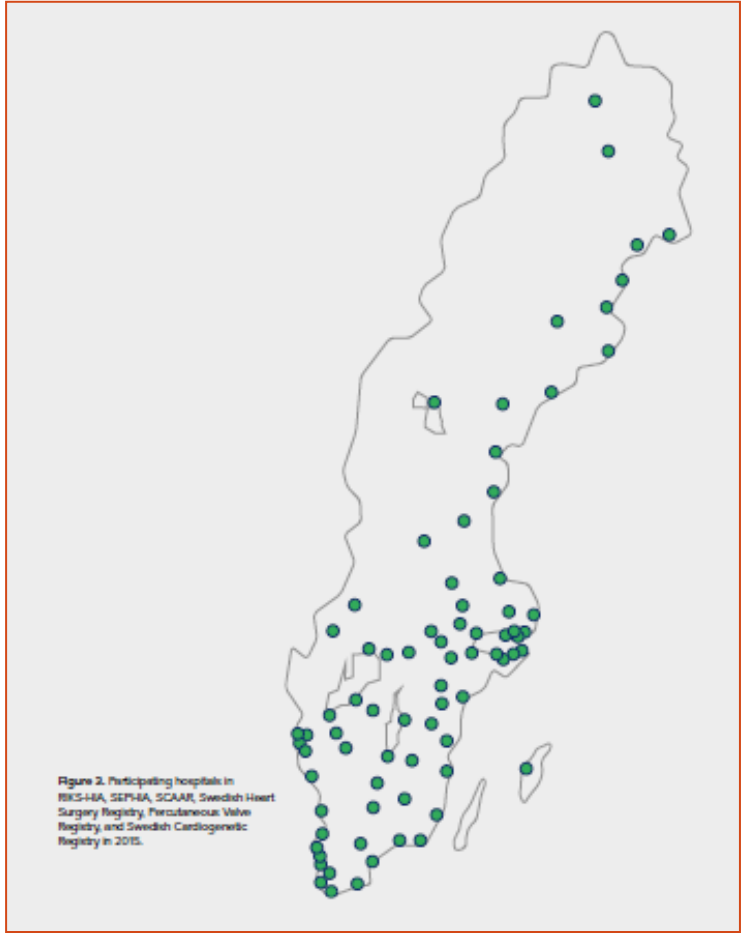 Figure 2. Participating hospitals in
RIKS-HIA, SEPHIA, SCAAR, Swedish Heart
Surgery Registry, Percutaneous Valve
Registry, and Swedish Cardiogenetic
Registry in 2015.